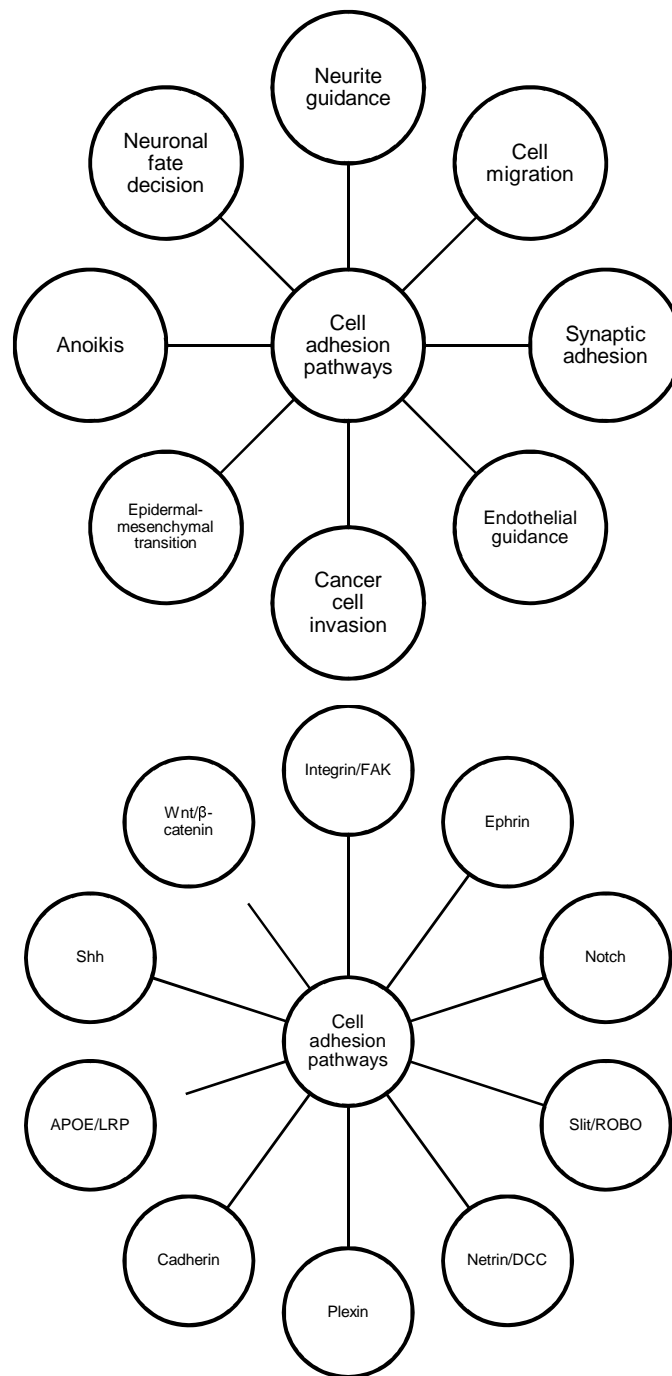 Neurite
guidance
Neuronal
fate
decision
Cell
migration
Anoikis
Cell
adhesion
pathways
Synaptic
adhesion
Epidermal-
mesenchymal
transition
Endothelial
guidance
Cancer
cell
invasion
Integrin/FAK
Wnt/β-
catenin
Ephrin
Shh
Notch
Cell
adhesion
pathways
APOE/LRP
Slit/ROBO
Cadherin
Netrin/DCC
Plexin